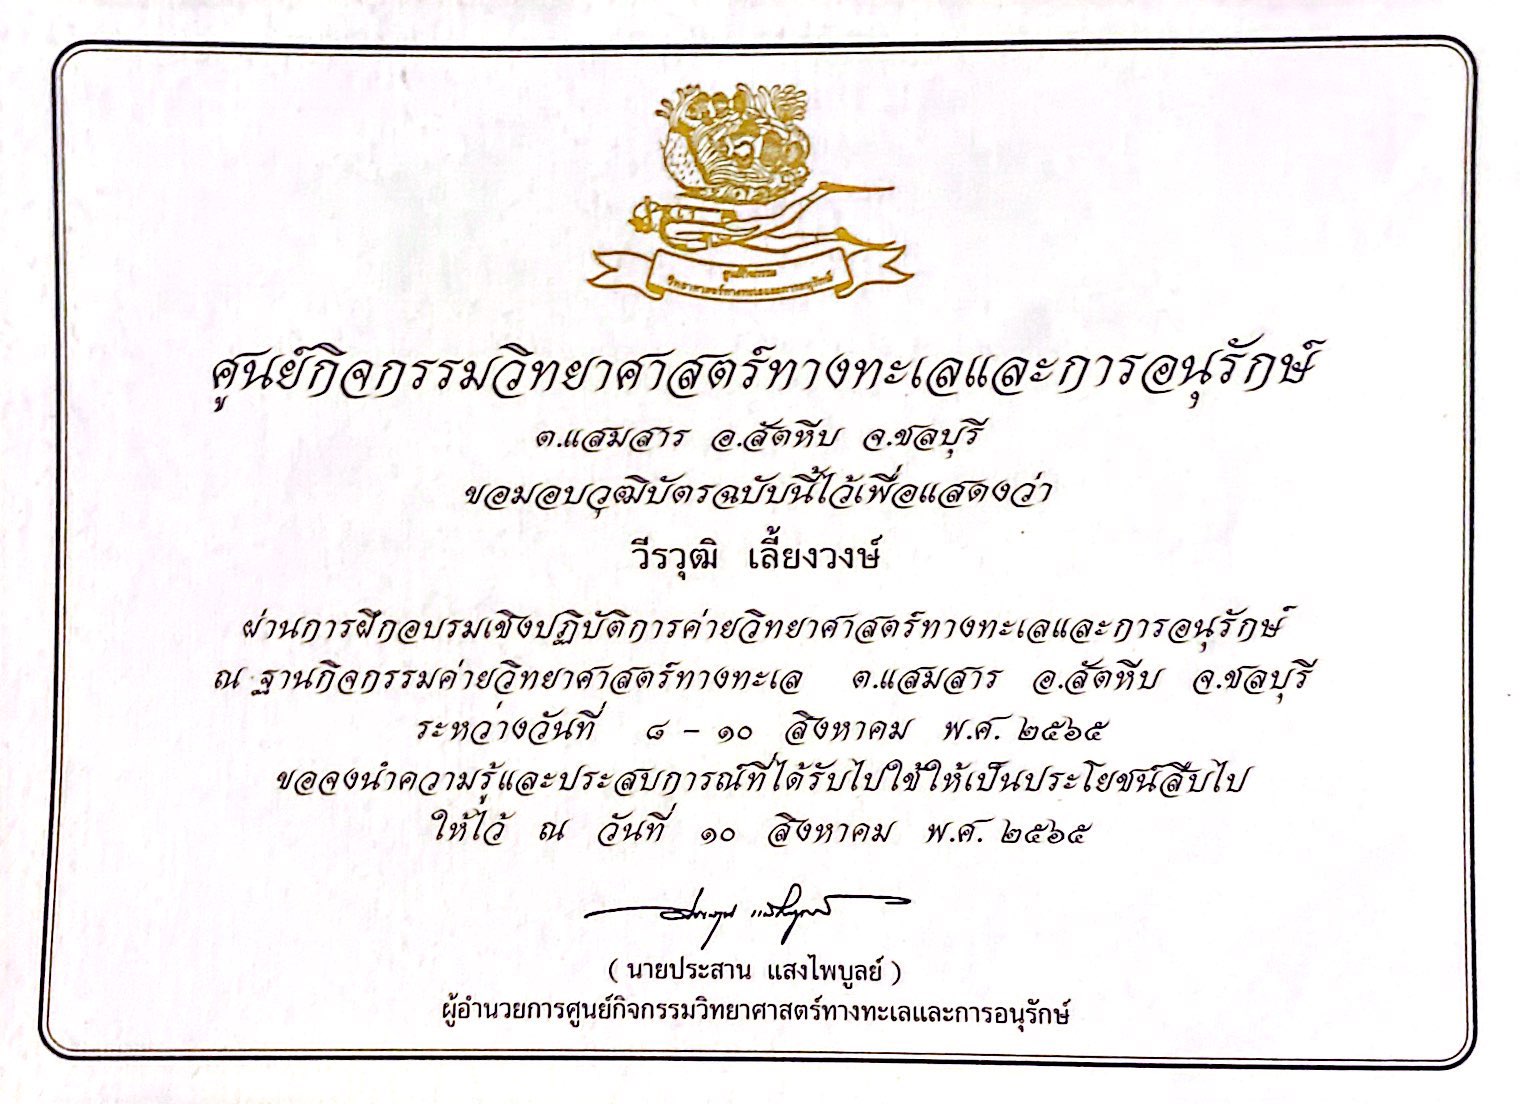 ศูนย์กิจกรรม
วิทยาศาสตร์ทางทะเลและการอนุรักษ์
ศูนย์กิจกรรมวิทยาศาสตร์ทางทะเลและการอนุรักษ์
ต.แสมสาร อ.สัตหีบ จ.ชลบุรี
ขอมอบวุฒิบัตรฉบับนี้ไว้เพื่อแสดงว่า
วีรวุฒิ เลี้ยงวงษ์
ผ่านการฝึกอบรมเชิงปฏิบัติการค่ายวิทยาศาสตร์ทางทะเลและการอนุรักษ์
ณ ฐานกิจกรรมค่ายวิทยาศาสตร์ทางทะเล ต.แสมสาร อ.สัตหีบ จ.ชลบุรี
ระหว่างวันที่ ๘ - ๑๐ สิงหาคม พ.ศ. ๒๕๖๕
ขอจงนำความรู้และประสบการณ์ที่ได้รับไปใช้ให้เป็นประโยชน์สืบไป
ให้ไว้ ณ วันที่ ๑๐ สิงหาคม พ.ศ. ๒๕๖๕
( นายประสาน แสงไพบูลย์ )
ผู้อำนวยการศูนย์กิจกรรมวิทยาศาสตร์ทางทะเลและการอนุรักษ์